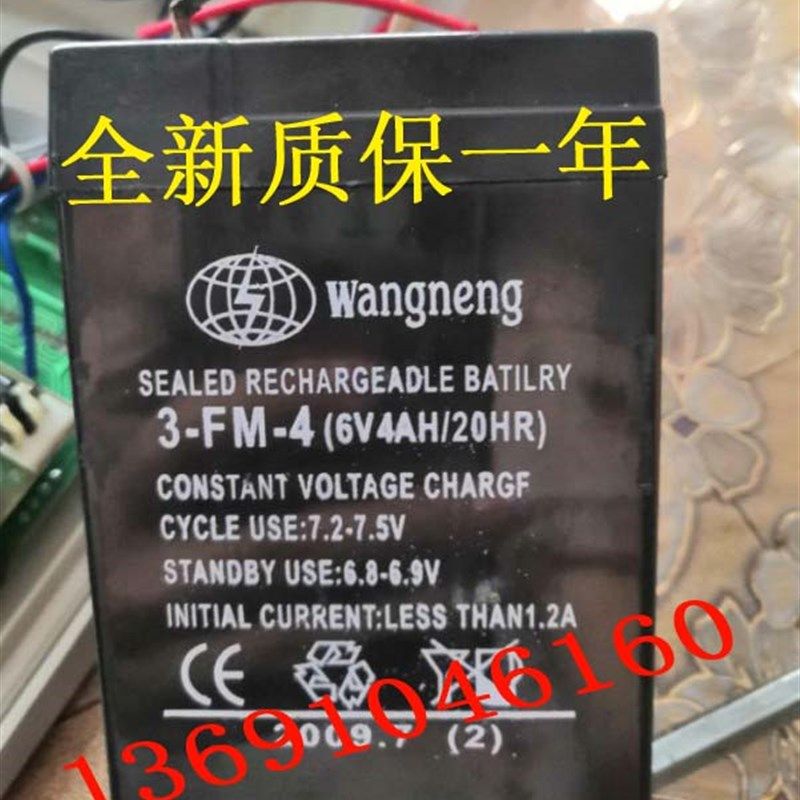 全新质保一年
Wangneng
SEALED RECHARGEADLE BATILRY
3-FM-4 (6V4AH/20HR)
CONSTANT VOLTAGE CHARGF
CYCLE USE:7.2-7.5V
STANDBY USE:6.8-6.9V
INITIAL CURRENT:LESS THAN1.2A
CE
13691046160
2009.7 (2)